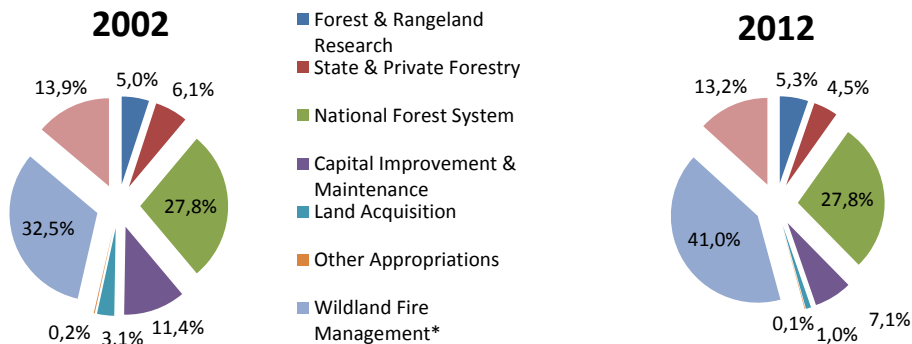 2002
13,9%
5,0%
6,1%
27,8%
32,5%
0,2%
3,1%
11,4%
Forest & Rangeland
Research
State & Private Forestry
National Forest System
Capital Improvement &
Maintenance
Land Acquisition
Other Appropriations
Wildland Fire
Management*
2012
13,2%
5,3%
4,5%
27,8%
41,0%
0,1%
1,0%
7,1%